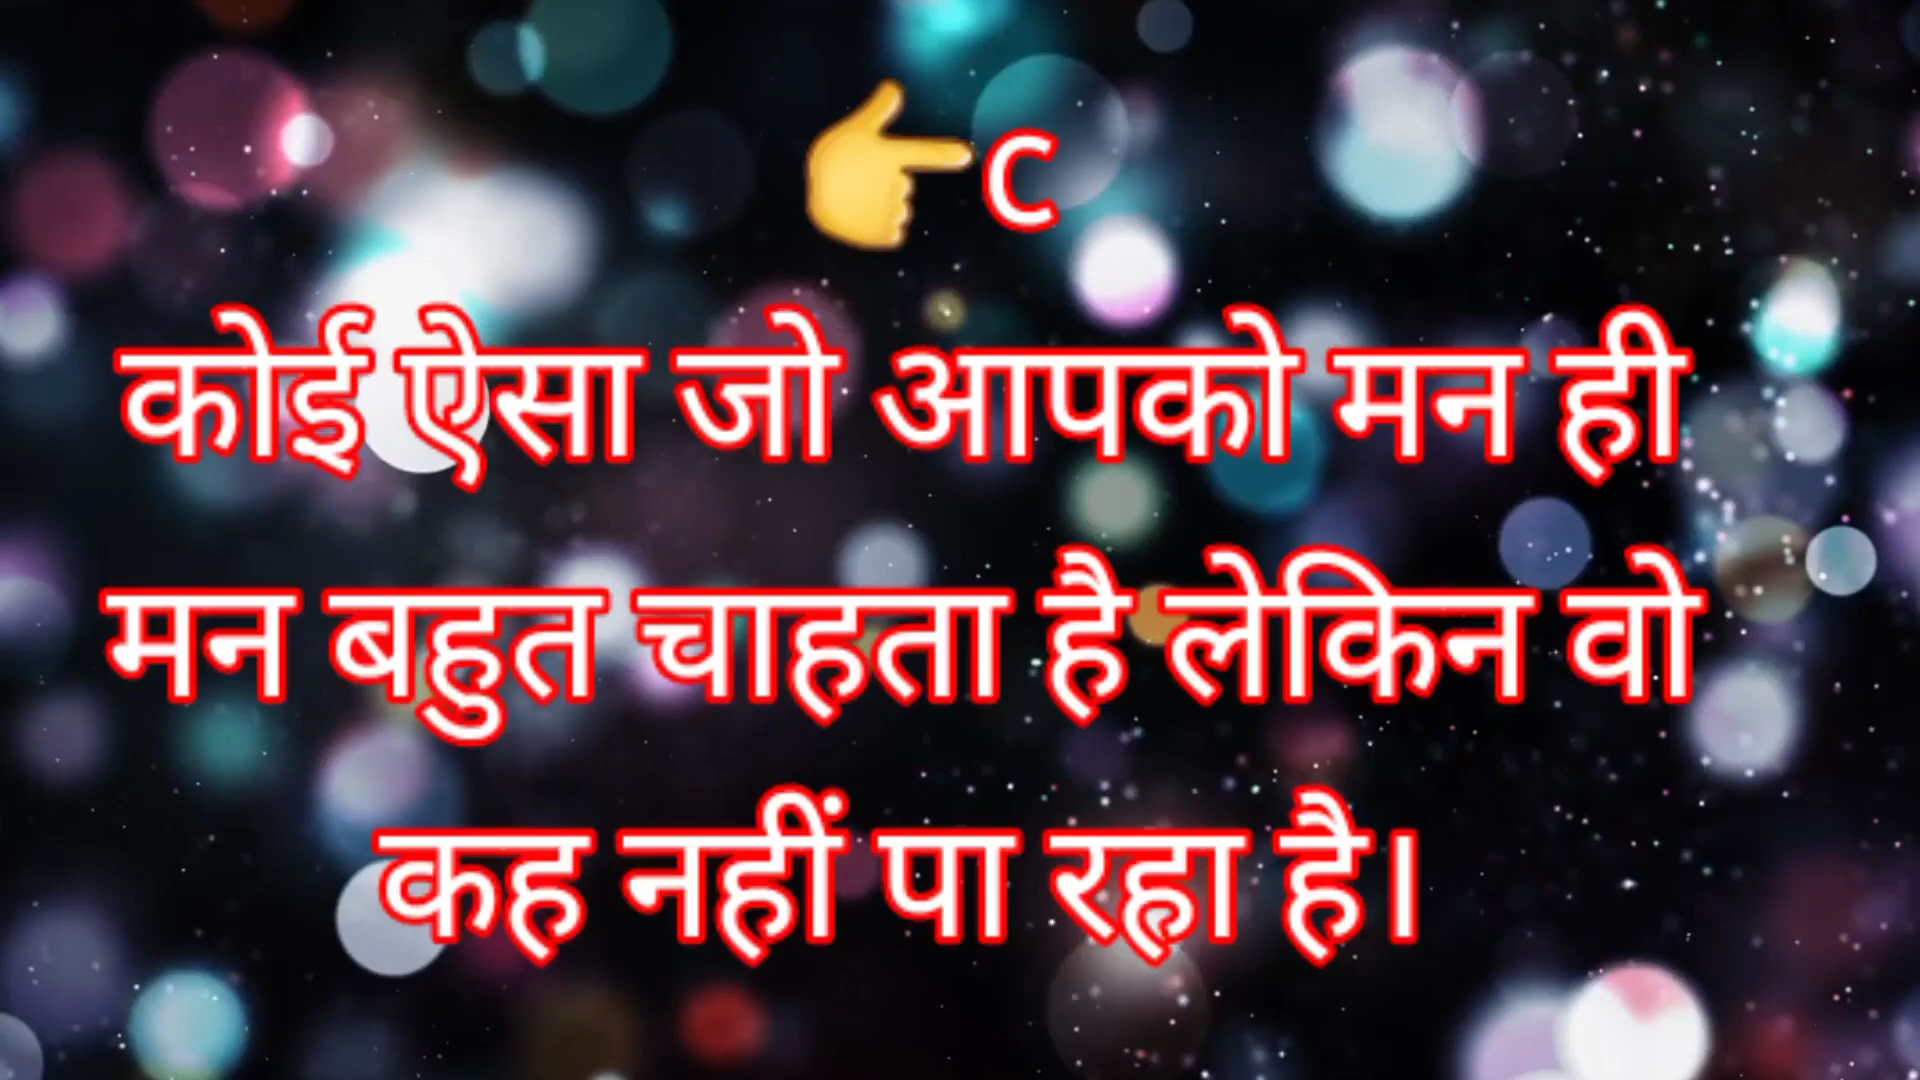 👉C
कोई ऐसा जो आपको मन ही
मन बहुत चाहता है लेकिन वो
कह नहीं पा रहा है।